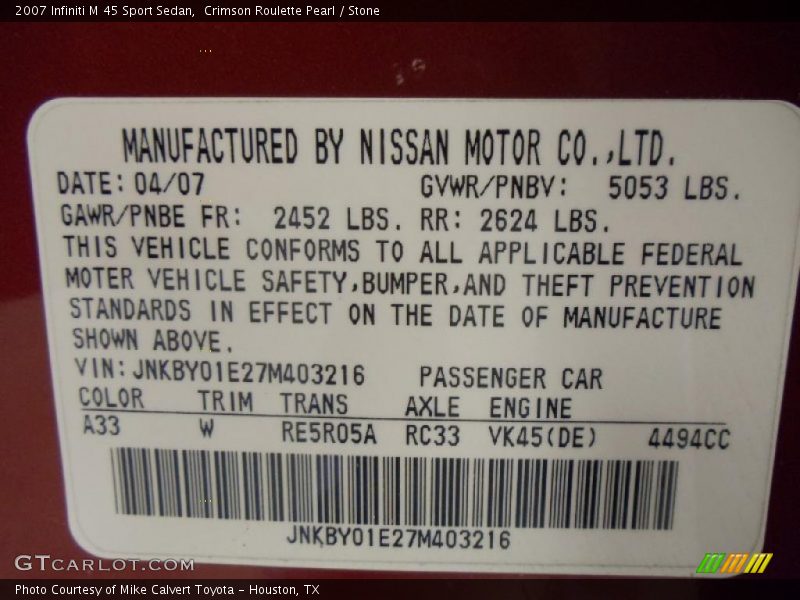 2007 Infiniti M 45 Sport Sedan,  Crimson Roulette Pearl / Stone
MANUFACTURED BY NISSAN MOTOR CO.,LTD.
DATE: 04/07 GVWR/PNBV: 5053 LBS.
GAWR/PNBE FR: 2452 LBS. RR: 2624 LBS.
THIS VEHICLE CONFORMS TO ALL APPLICABLE FEDERAL
MOTER VEHICLE SAFETY,BUMPER,AND THEFT PREVENTION
STANDARDS IN EFFECT ON THE DATE OF MANUFACTURE
SHOWN ABOVE.
VIN: JNKBY01E27M403216 PASSENGER CAR
COLOR TRIM TRANS AXLE ENGINE
A33 W RE5R05A RC33 VK45(DE) 4494CC
JNKBY01E27M403216
GTCARLOT.COM
Photo Courtesy of Mike Calvert Toyota - Houston, TX